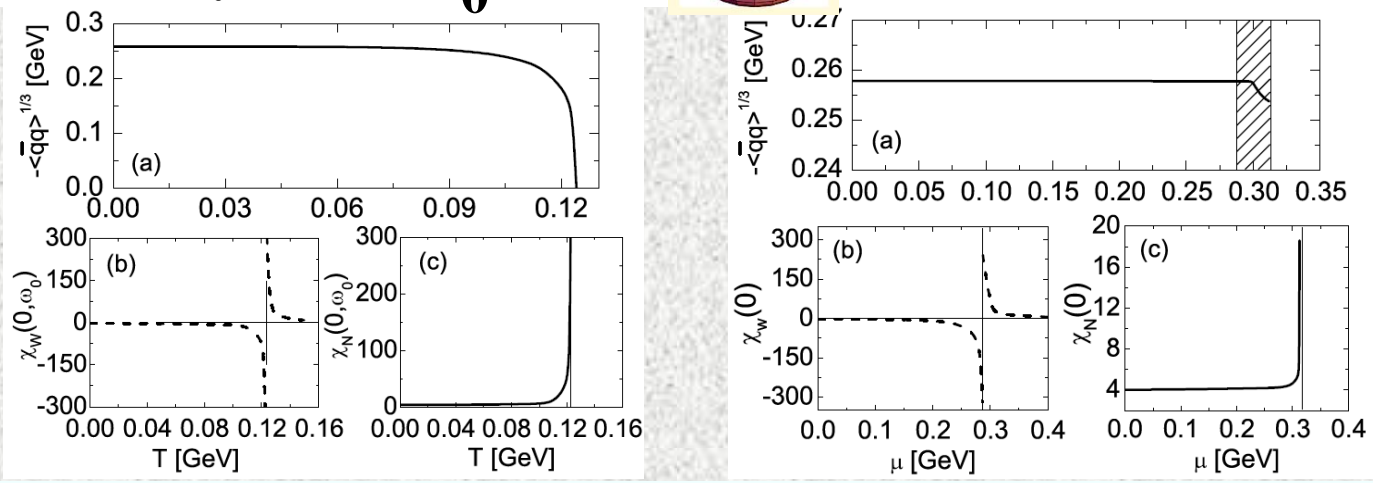 0
-<q̄q>^1/3 [GeV]
0.3
0.2
0.1
0.0
(a)
0.00 0.03 0.06 0.09 0.12
χ_W(0,ω_0)
300
150
0
-150
-300
(b)
0.00 0.04 0.08 0.12 0.16
T [GeV]
χ_N(0,ω_0)
300
200
100
0
(c)
0.00 0.04 0.08 0.12 0.16
T [GeV]
-<q̄q>^1/3 [GeV]
0.27
0.26
0.25
0.24
(a)
0.00 0.05 0.10 0.15 0.20 0.25 0.30 0.35
χ_w(0)
300
150
0
-150
-300
(b)
0.0 0.1 0.2 0.3 0.4
μ [GeV]
χ_N(0)
20
16
12
8
4
(c)
0.0 0.1 0.2 0.3 0.4
μ [GeV]